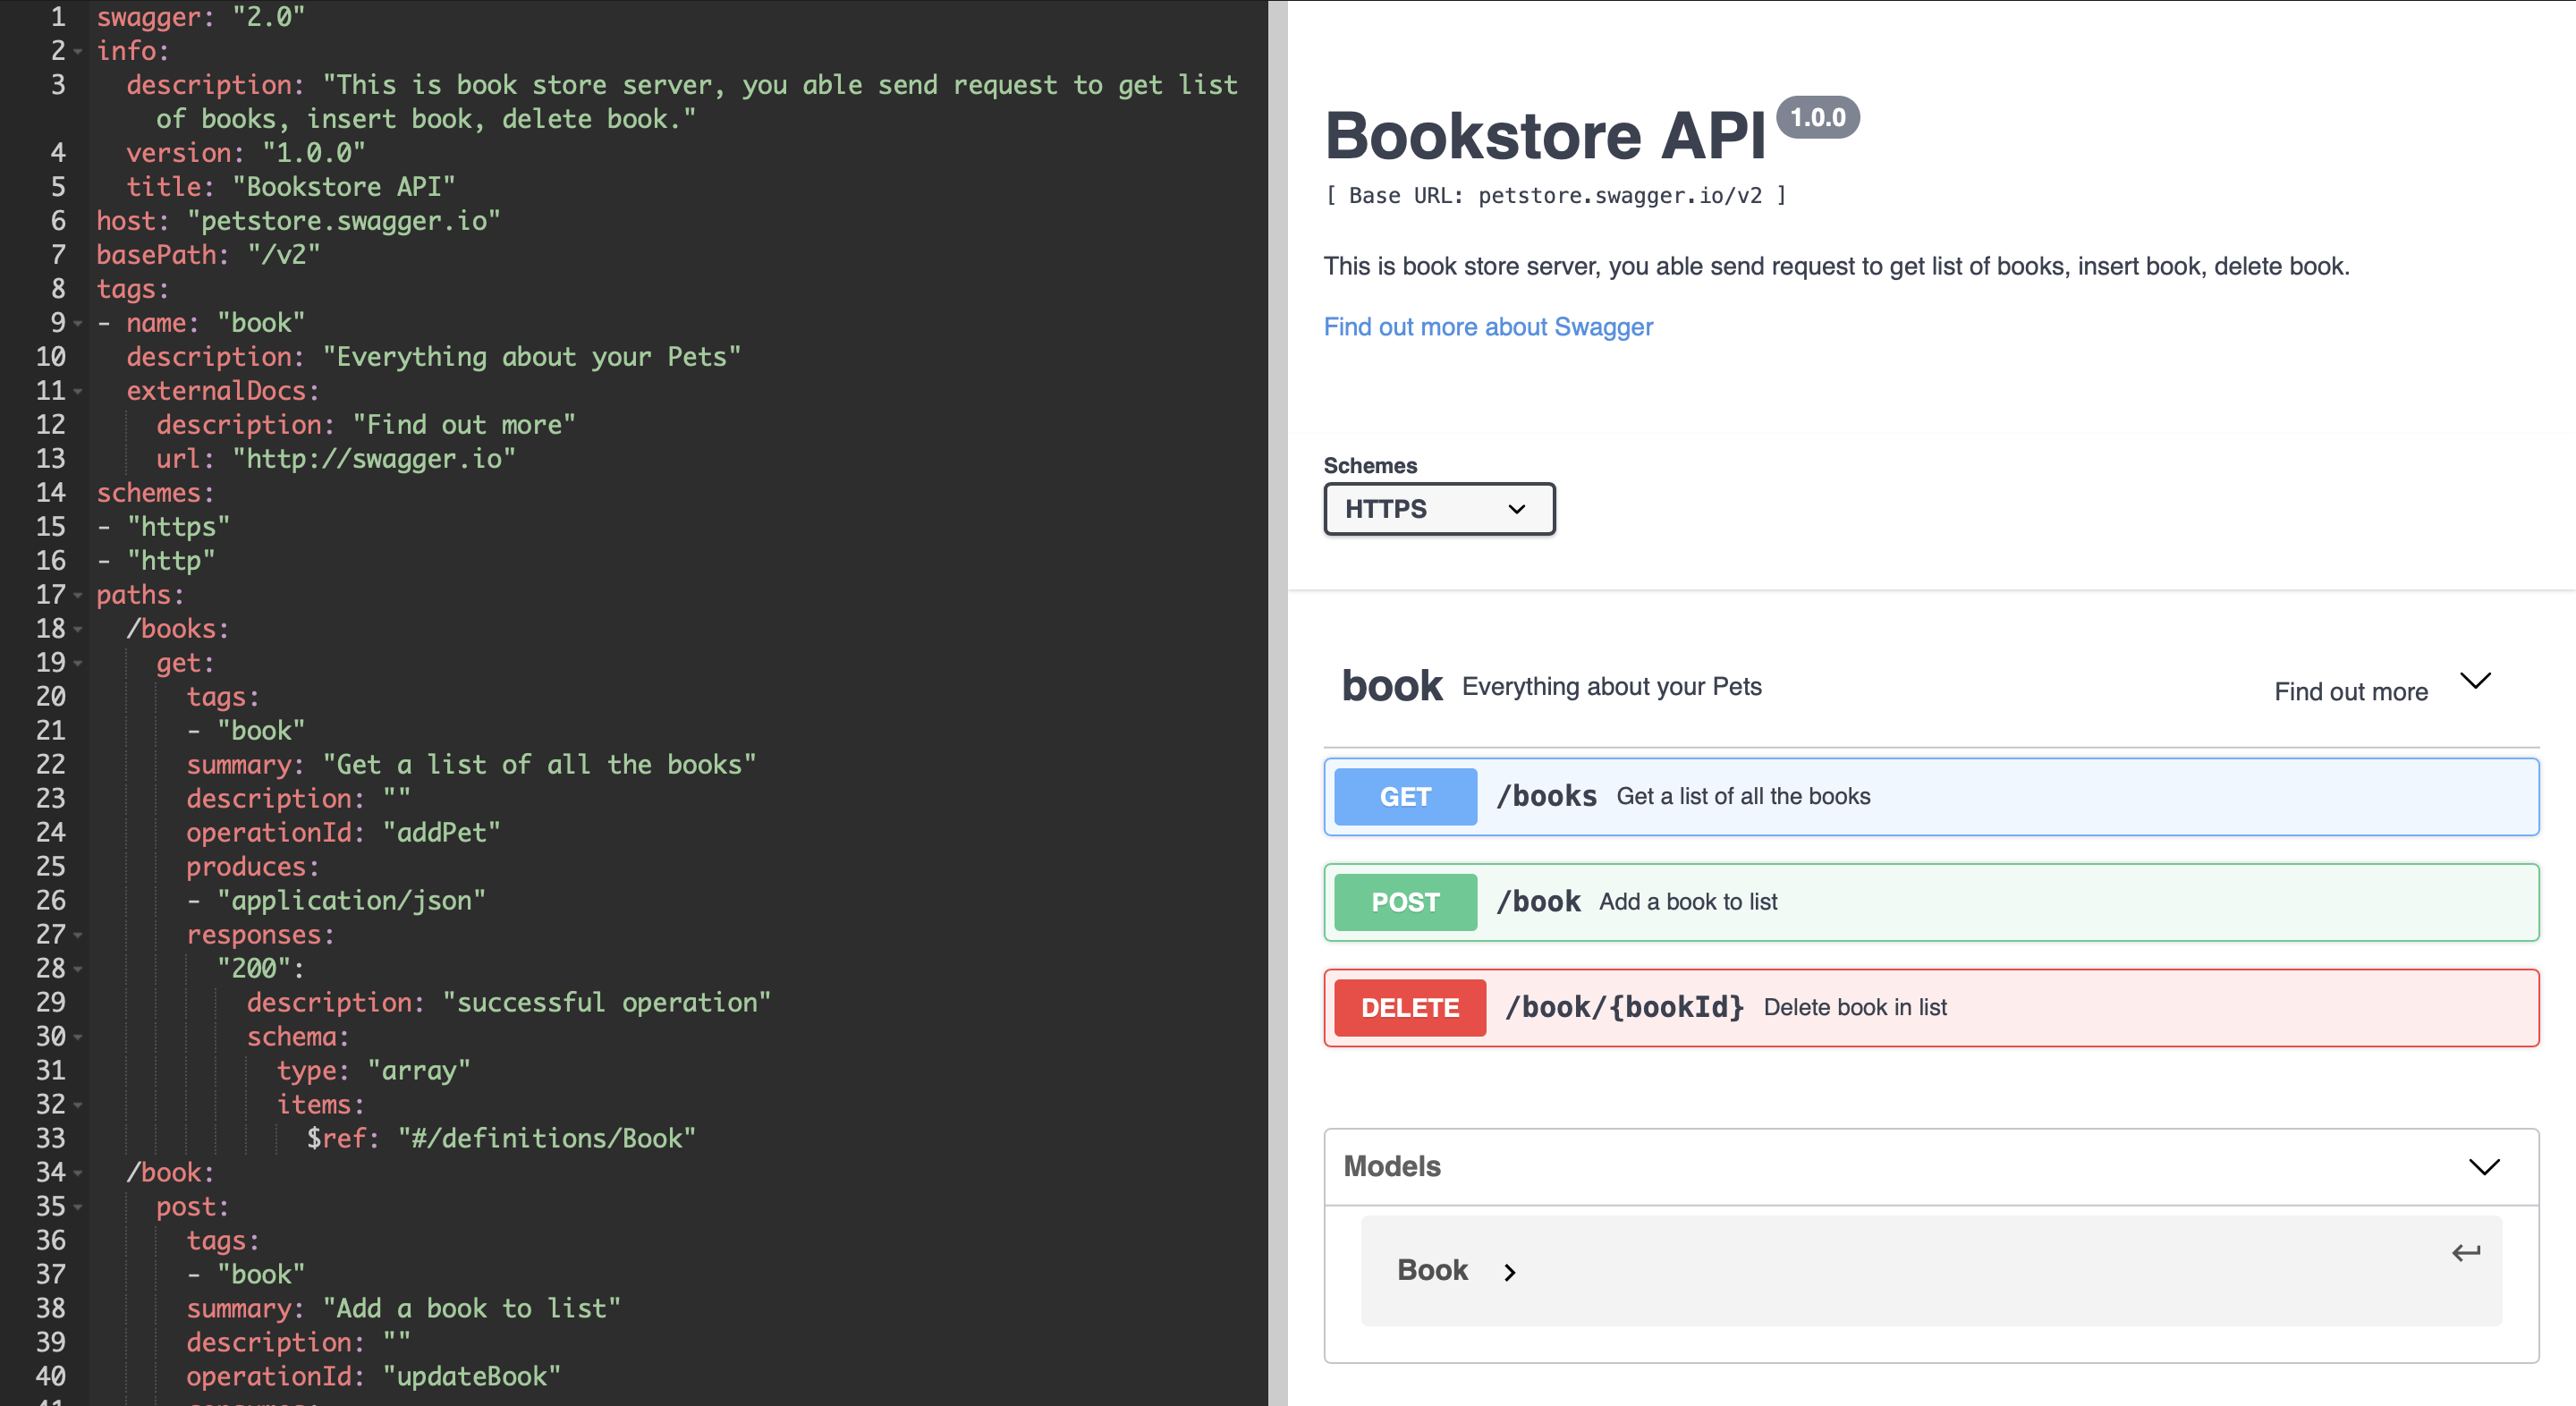 1 swagger: "2.0"
2 info:
3 description: "This is book store server, you able send request to get list
of books, insert book, delete book."
4 version: "1.0.0"
5 title: "Bookstore API"
6 host: "petstore.swagger.io"
7 basePath: "/v2"
8 tags:
9 - name: "book"
10 description: "Everything about your Pets"
11 externalDocs:
12 description: "Find out more"
13 url: "http://swagger.io"
14 schemes:
15 - "https"
16 - "http"
17 paths:
18 /books:
19 get:
20 tags:
21 - "book"
22 summary: "Get a list of all the books"
23 description: ""
24 operationId: "addPet"
25 produces:
26 - "application/json"
27 responses:
28 "200":
29 description: "successful operation"
30 schema:
31 type: "array"
32 items:
33 $ref: "#/definitions/Book"
34 /book:
35 post:
36 tags:
37 - "book"
38 summary: "Add a book to list"
39 description: ""
40 operationId: "updateBook"
Bookstore API 1.0.0
[ Base URL: petstore.swagger.io/v2 ]
This is book store server, you able send request to get list of books, insert book, delete book.
Find out more about Swagger
Schemes
HTTPS
book Everything about your Pets Find out more
GET /books Get a list of all the books
POST /book Add a book to list
DELETE /book/{bookId} Delete book in list
Models
Book